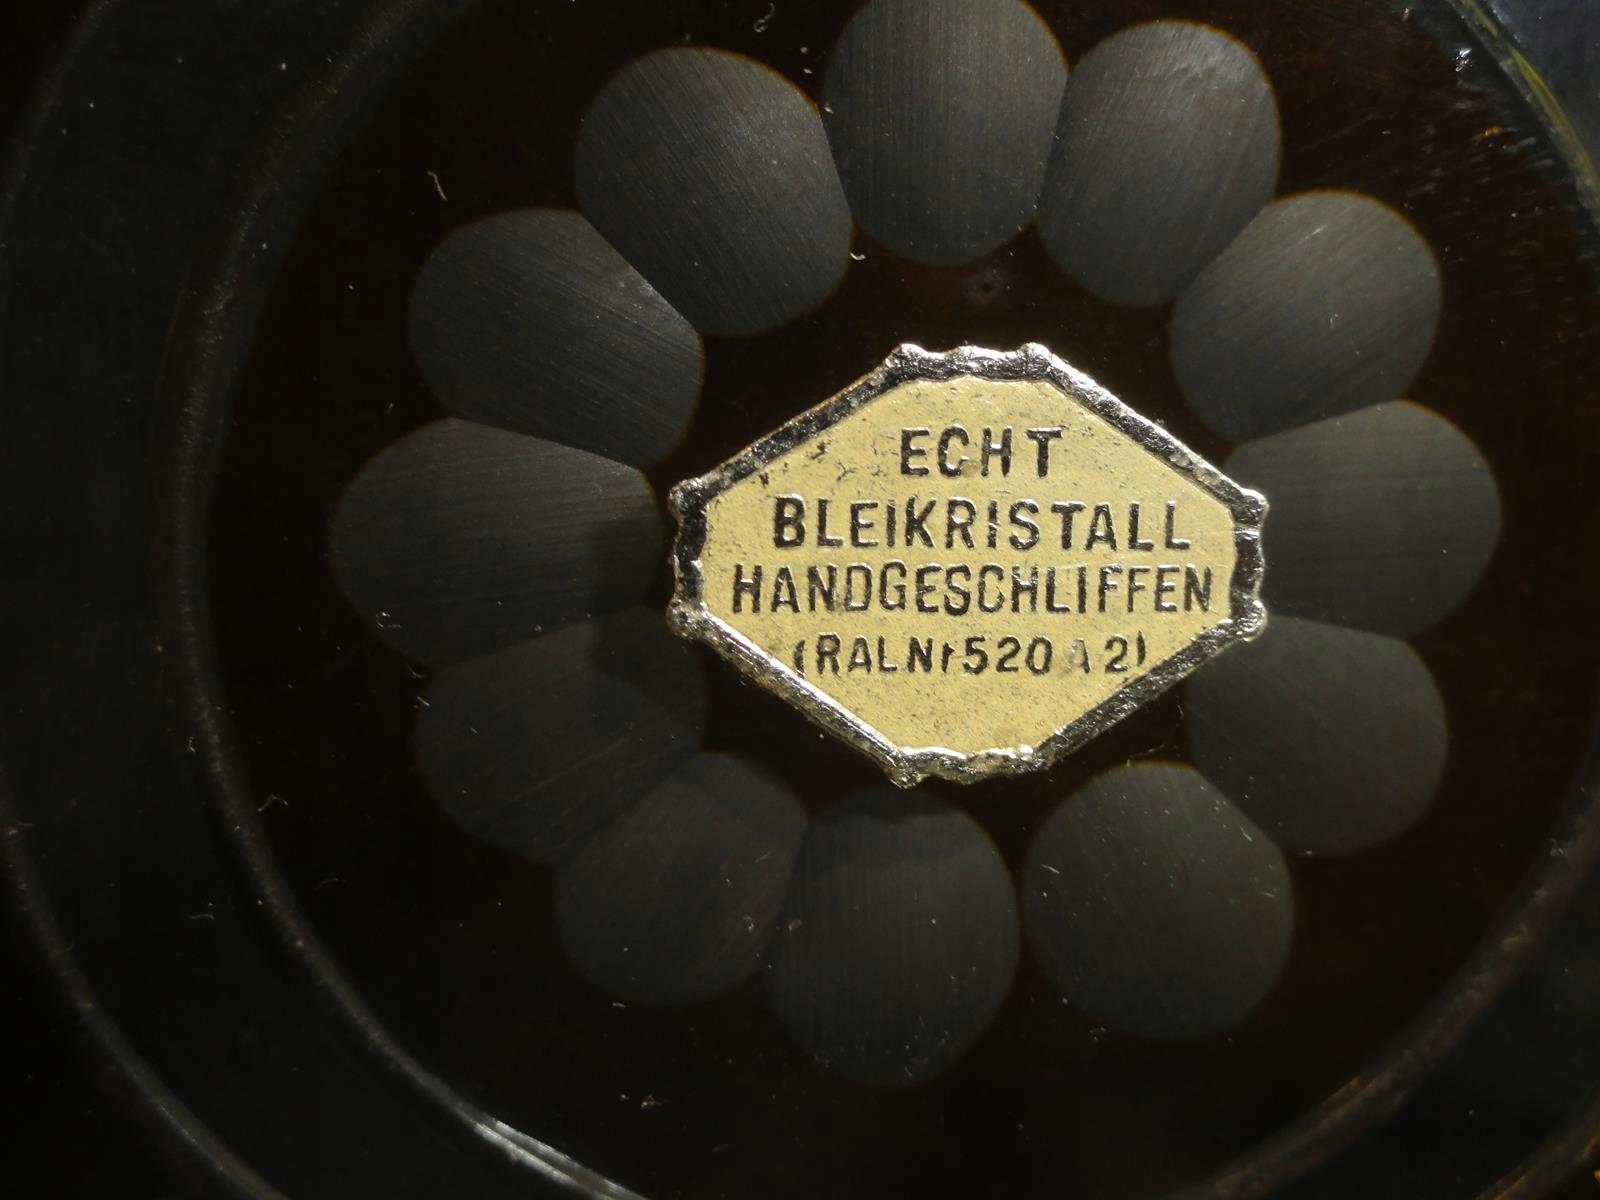 ECHT
BLEIKRISTALL
HANDGESCHLIFFEN
(RAL Nr 520 A 2)